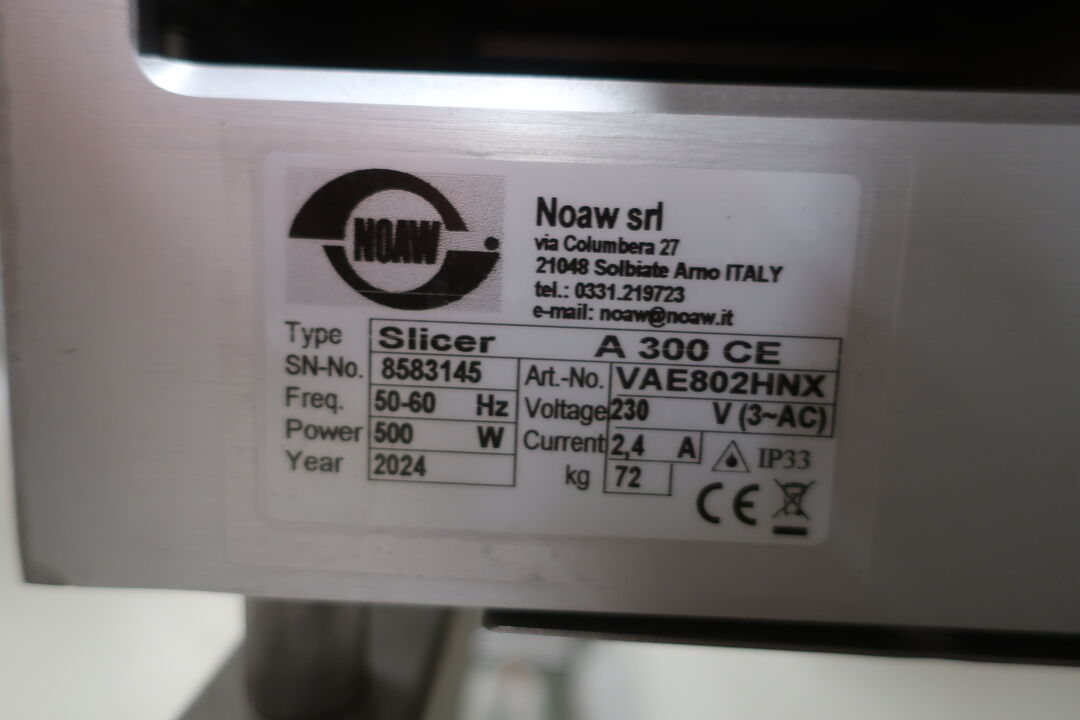 NOAW
Noaw srl
via Columbera 27
21048 Solbiate Arno ITALY
tel.: 0331.219723
e-mail: noaw@noaw.it
Type Slicer A 300 CE
SN-No. 8583145 Art.-No. VAE802HNX
Freq. 50-60 Hz Voltage 230 V (3~AC)
Power 500 W Current 2,4 A IP33
Year 2024 kg 72
CE